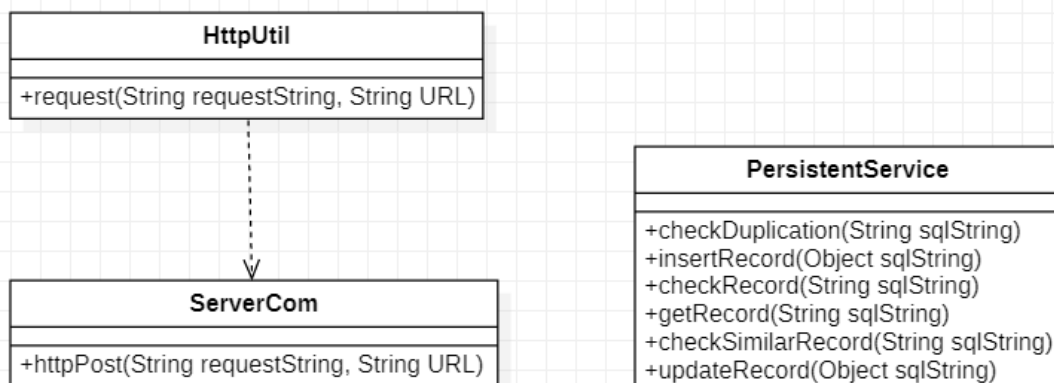 HttpUtil
+request(String requestString, String URL)
ServerCom
+httpPost(String requestString, String URL)
PersistentService
+checkDuplication(String sqlString)
+insertRecord(Object sqlString)
+checkRecord(String sqlString)
+getRecord(String sqlString)
+checkSimilarRecord(String sqlString)
+updateRecord(Object sqlString)